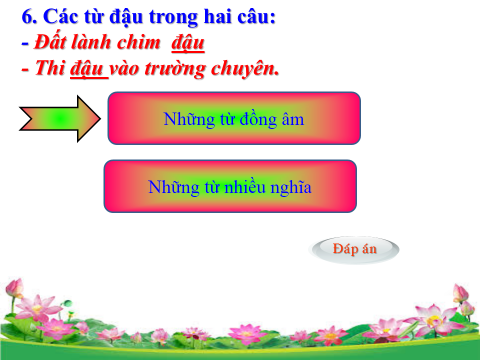 6. Các từ đậu trong hai câu:
- Đất lành chim đậu
- Thi đậu vào trường chuyên.
Những từ đồng âm
Những từ nhiều nghĩa
Đáp án